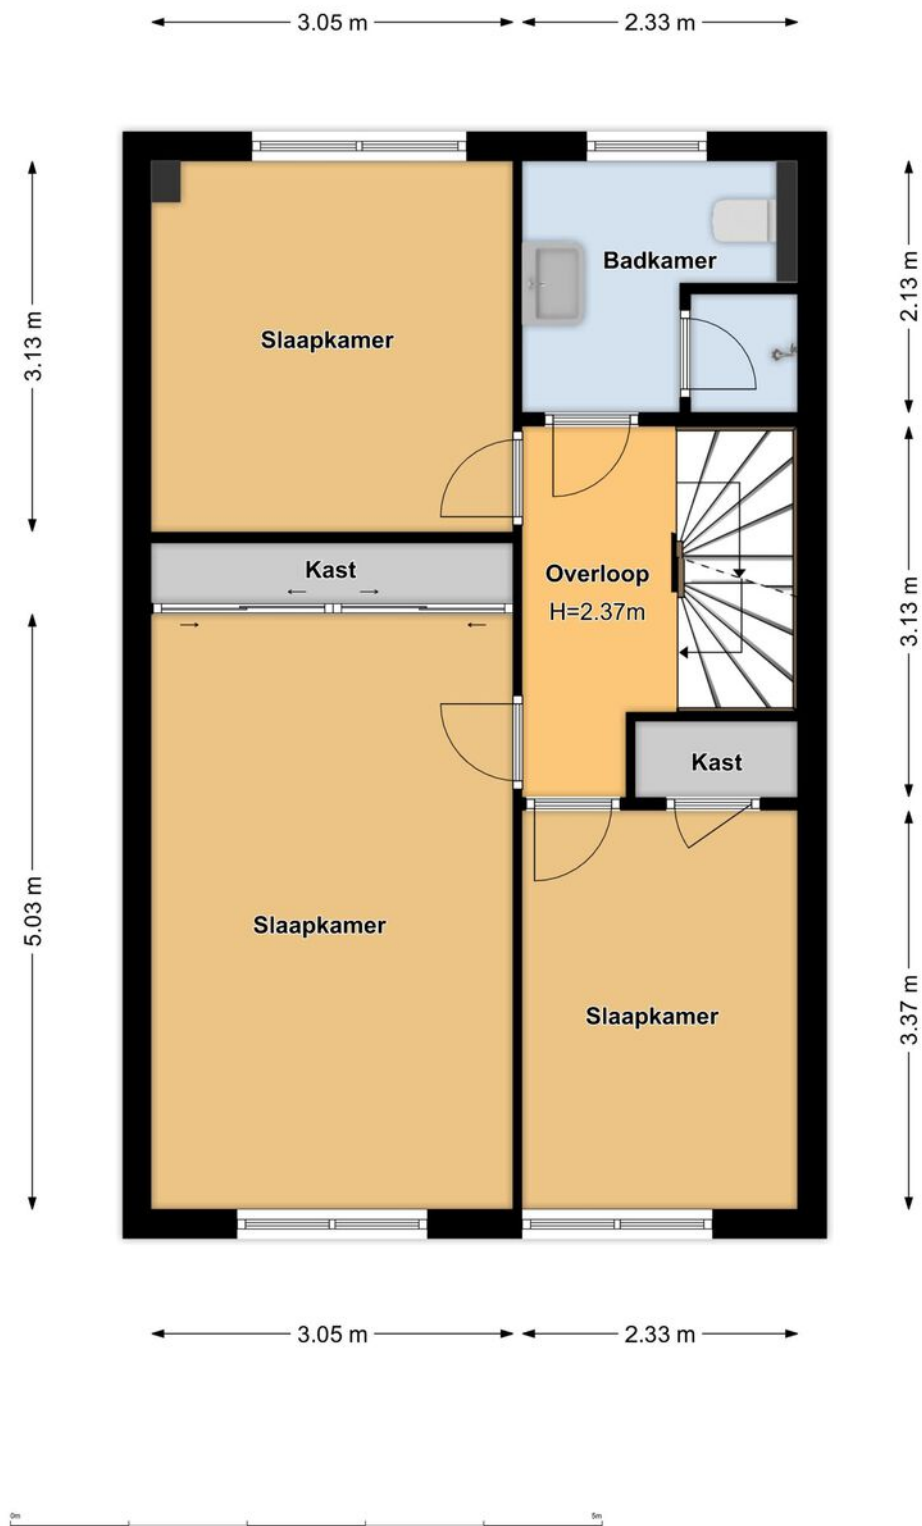 3.05 m
2.33 m
3.13 m
2.13 m
Slaapkamer
Badkamer
Kast
Overloop
H=2.37m
3.13 m
Kast
5.03 m
Slaapkamer
Slaapkamer
3.37 m
3.05 m
2.33 m
0m
5m